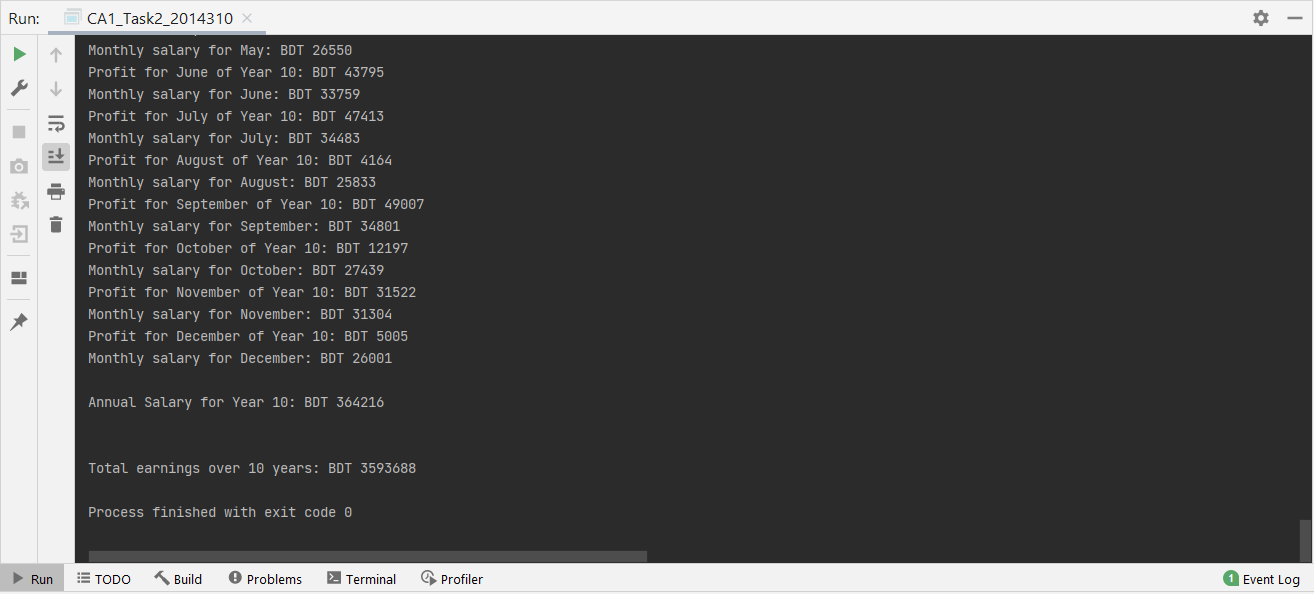 Run: CA1_Task2_2014310
Monthly salary for May: BDT 26550
Profit for June of Year 10: BDT 43795
Monthly salary for June: BDT 33759
Profit for July of Year 10: BDT 47413
Monthly salary for July: BDT 34483
Profit for August of Year 10: BDT 4164
Monthly salary for August: BDT 25833
Profit for September of Year 10: BDT 49007
Monthly salary for September: BDT 34801
Profit for October of Year 10: BDT 12197
Monthly salary for October: BDT 27439
Profit for November of Year 10: BDT 31522
Monthly salary for November: BDT 31304
Profit for December of Year 10: BDT 5005
Monthly salary for December: BDT 26001
Annual Salary for Year 10: BDT 364216
Total earnings over 10 years: BDT 3593688
Process finished with exit code 0
Run TODO Build Problems Terminal Profiler 1 Event Log